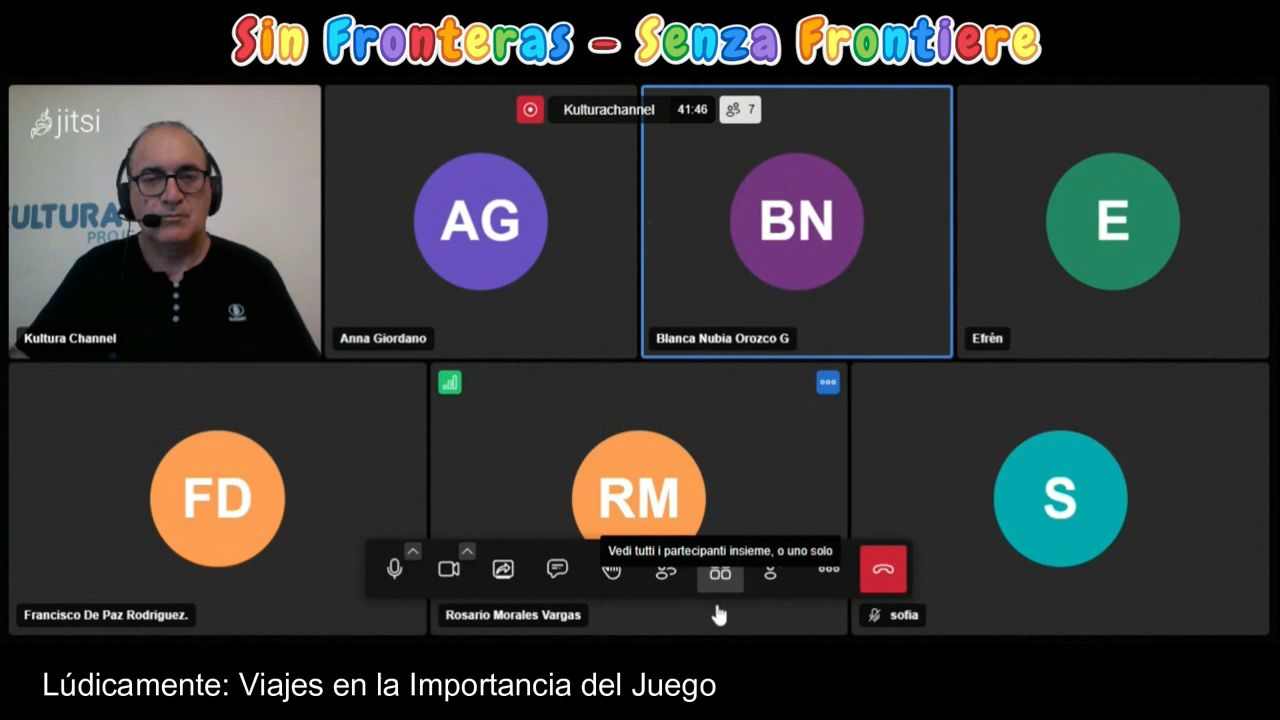 Sin Fronteras - Senza Frontiere
jitsi
Kulturachannel 41:46 7
ULTURA
PROJE
AG
BN
E
Kultura Channel
Anna Giordano
Blanca Nubia Orozco G
Efrén
FD
RM
S
Vedi tutti i partecipanti insieme, o uno solo
Francisco De Paz Rodriguez.
Rosario Morales Vargas
sofia
Lúdicamente: Viajes en la Importancia del Juego